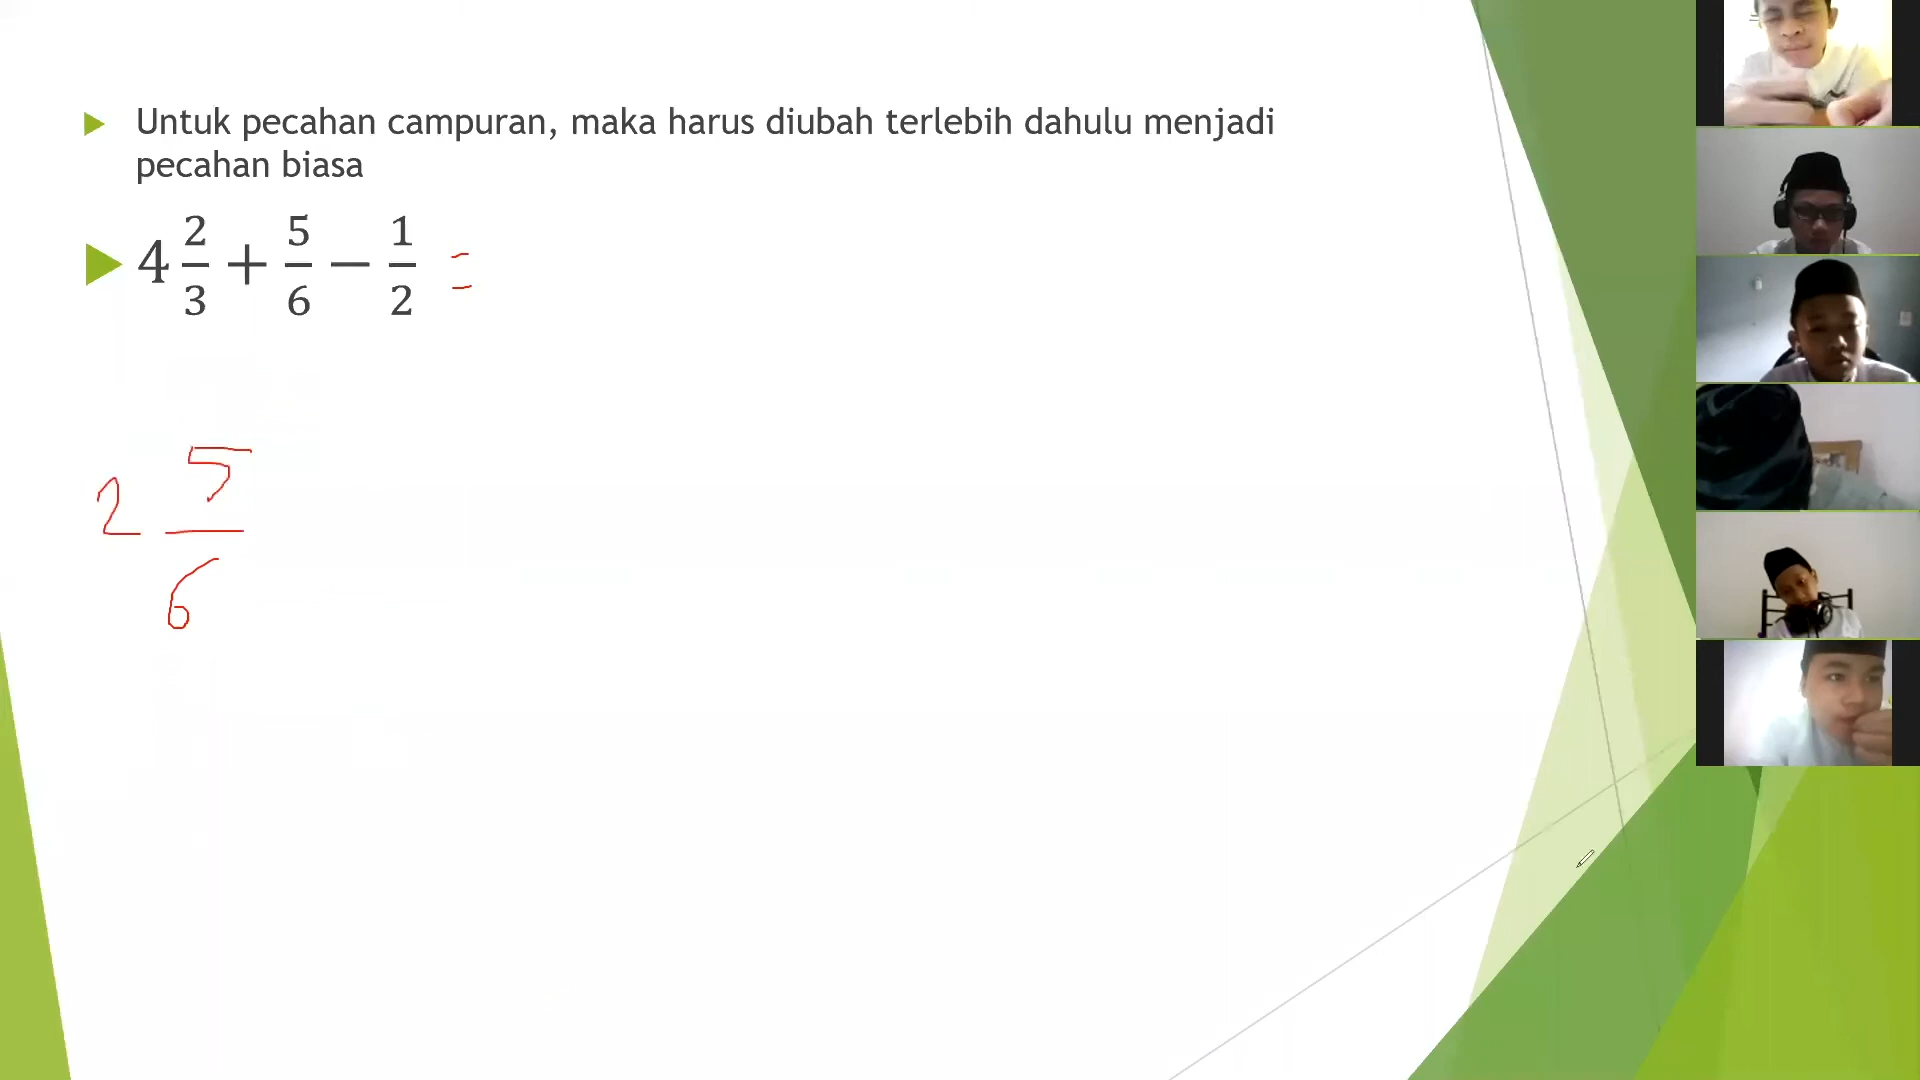 Untuk pecahan campuran, maka harus diubah terlebih dahulu menjadi
pecahan biasa
4 2/3 + 5/6 − 1/2 =
2 5/6